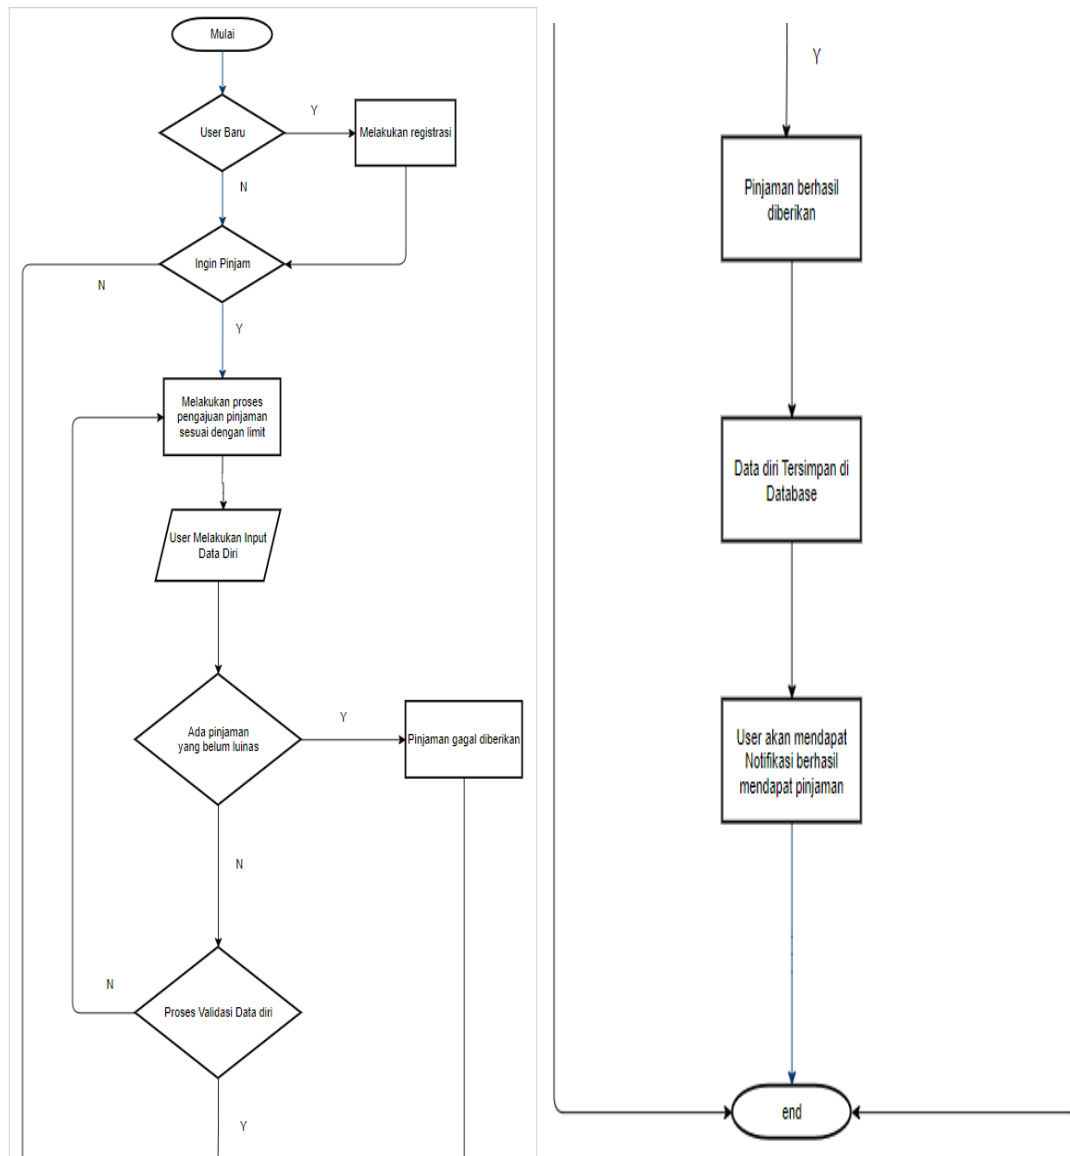 Mulai
User Baru
Y
Melakukan registrasi
N
Ingin Pinjam
N
Y
Melakukan proses
pengajuan pinjaman
sesuai dengan limit
User Melakukan Input
Data Diri
Ada pinjaman
yang belum luinas
Y
Pinjaman gagal diberikan
N
N
Proses Validasi Data diri
Y
Y
Pinjaman berhasil
diberikan
Data diri Tersimpan di
Database
User akan mendapat
Notifikasi berhasil
mendapat pinjaman
end